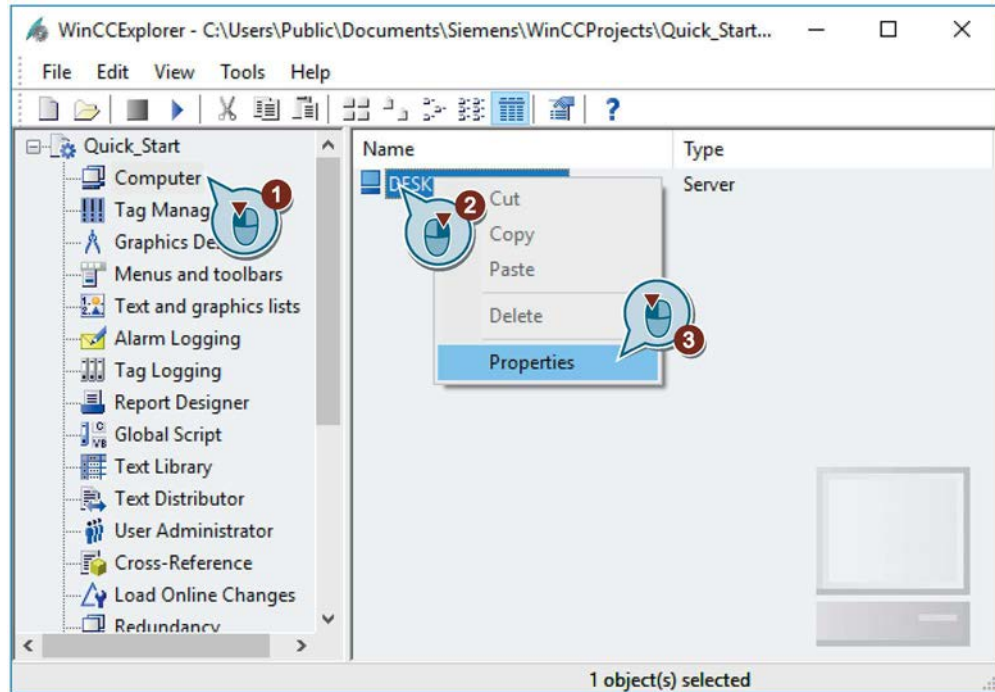 WinCCExplorer - C:\Users\Public\Documents\Siemens\WinCCProjects\Quick_Start...
File Edit View Tools Help
Quick_Start
Computer
1
Tag Manag
Graphics De
Menus and toolbars
Text and graphics lists
Alarm Logging
Tag Logging
Report Designer
Global Script
Text Library
Text Distributor
User Administrator
Cross-Reference
Load Online Changes
Redundancy
Name Type
DESK Server
2
Cut
Copy
Paste
Delete
3
Properties
1 object(s) selected